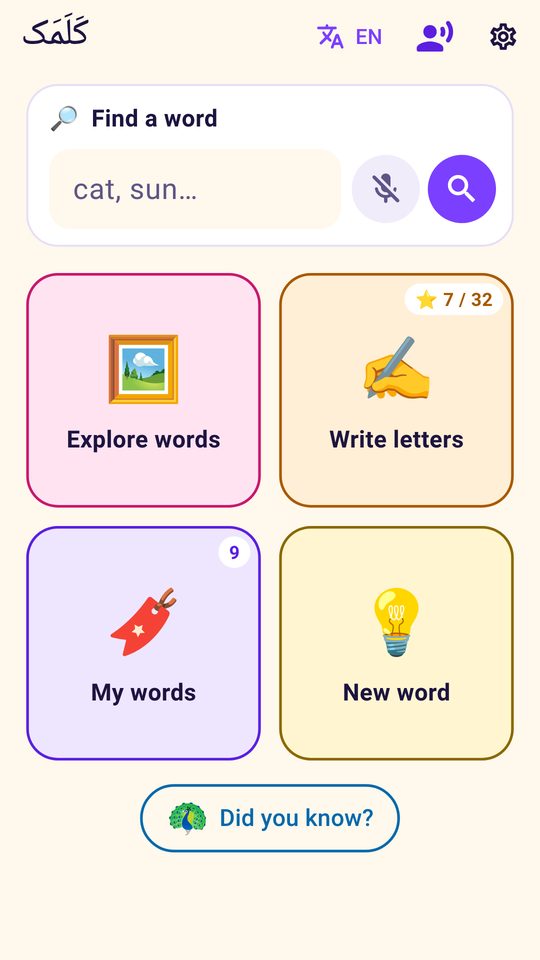 كَلَمَک
EN
🔎 Find a word
cat, sun…
Explore words
⭐ 7 / 32
Write letters
9
My words
New word
Did you know?